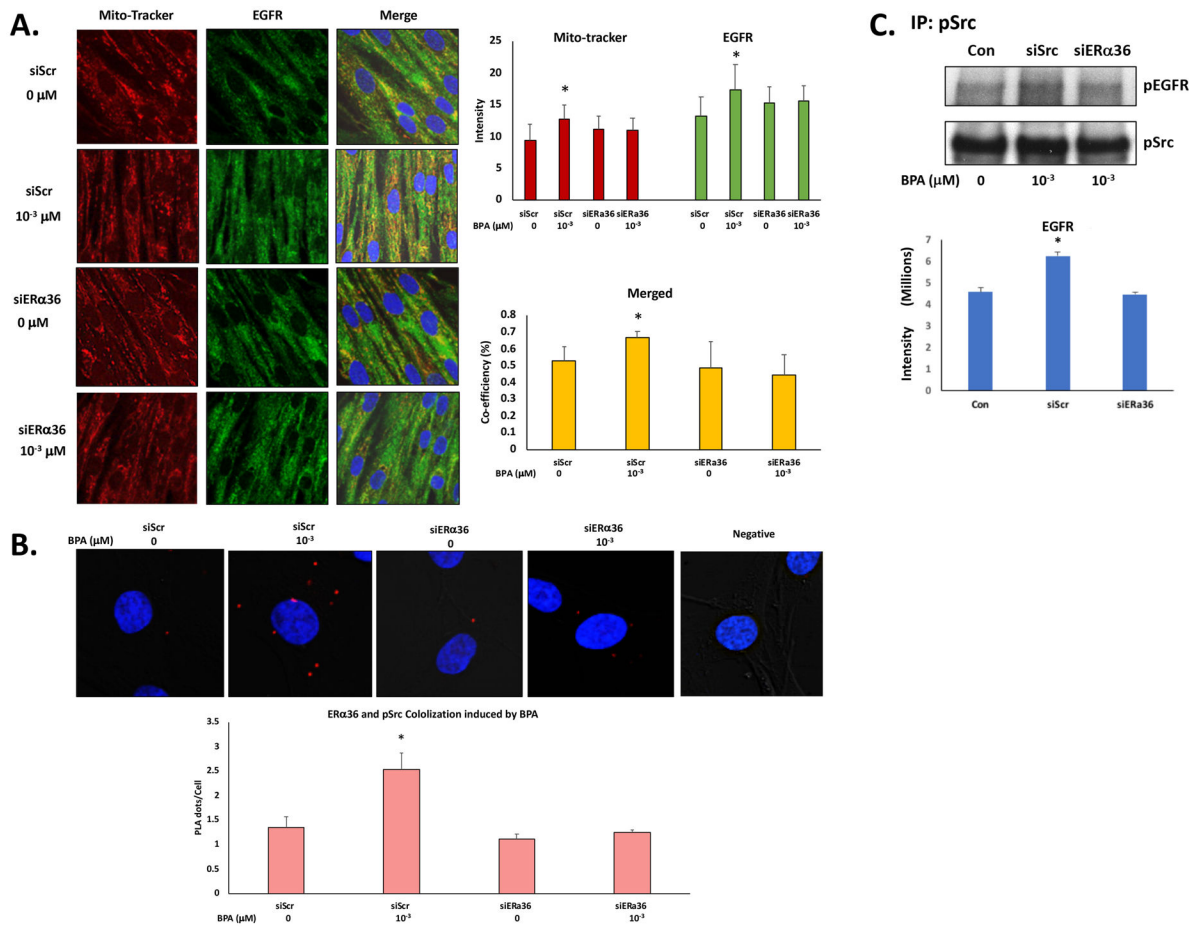 A.
Mito-Tracker EGFR Merge
siScr
0 µM
siScr
10⁻³ µM
siERα36
0 µM
siERα36
10⁻³ µM
Mito-tracker EGFR
Intensity
25
20
15
10
5
0
* *
siScr siScr siERa36 siERa36 siScr siScr siERa36 siERa36
BPA (µM) 0 10⁻³ 0 10⁻³ 0 10⁻³ 0 10⁻³
Merged
Co-efficiency (%)
0.8
0.7
0.6
0.5
0.4
0.3
0.2
0.1
0
*
siScr siScr siERa36 siERa36
BPA (µM) 0 10⁻³ 0 10⁻³
B.
siScr siScr siERα36 siERα36 Negative
BPA (µM) 0 10⁻³ 0 10⁻³
ERα36 and pSrc Cololization induced by BPA
PLA dots/Cell
3.5
3
2.5
2
1.5
1
0.5
0
*
siScr siScr siERa36 siERa36
BPA (µM) 0 10⁻³ 0 10⁻³
C. IP: pSrc
Con siSrc siERα36
pEGFR
pSrc
BPA (µM) 0 10⁻³ 10⁻³
EGFR
Intensity (Millions)
7
6
5
4
3
2
1
0
*
Con siScr siERa36